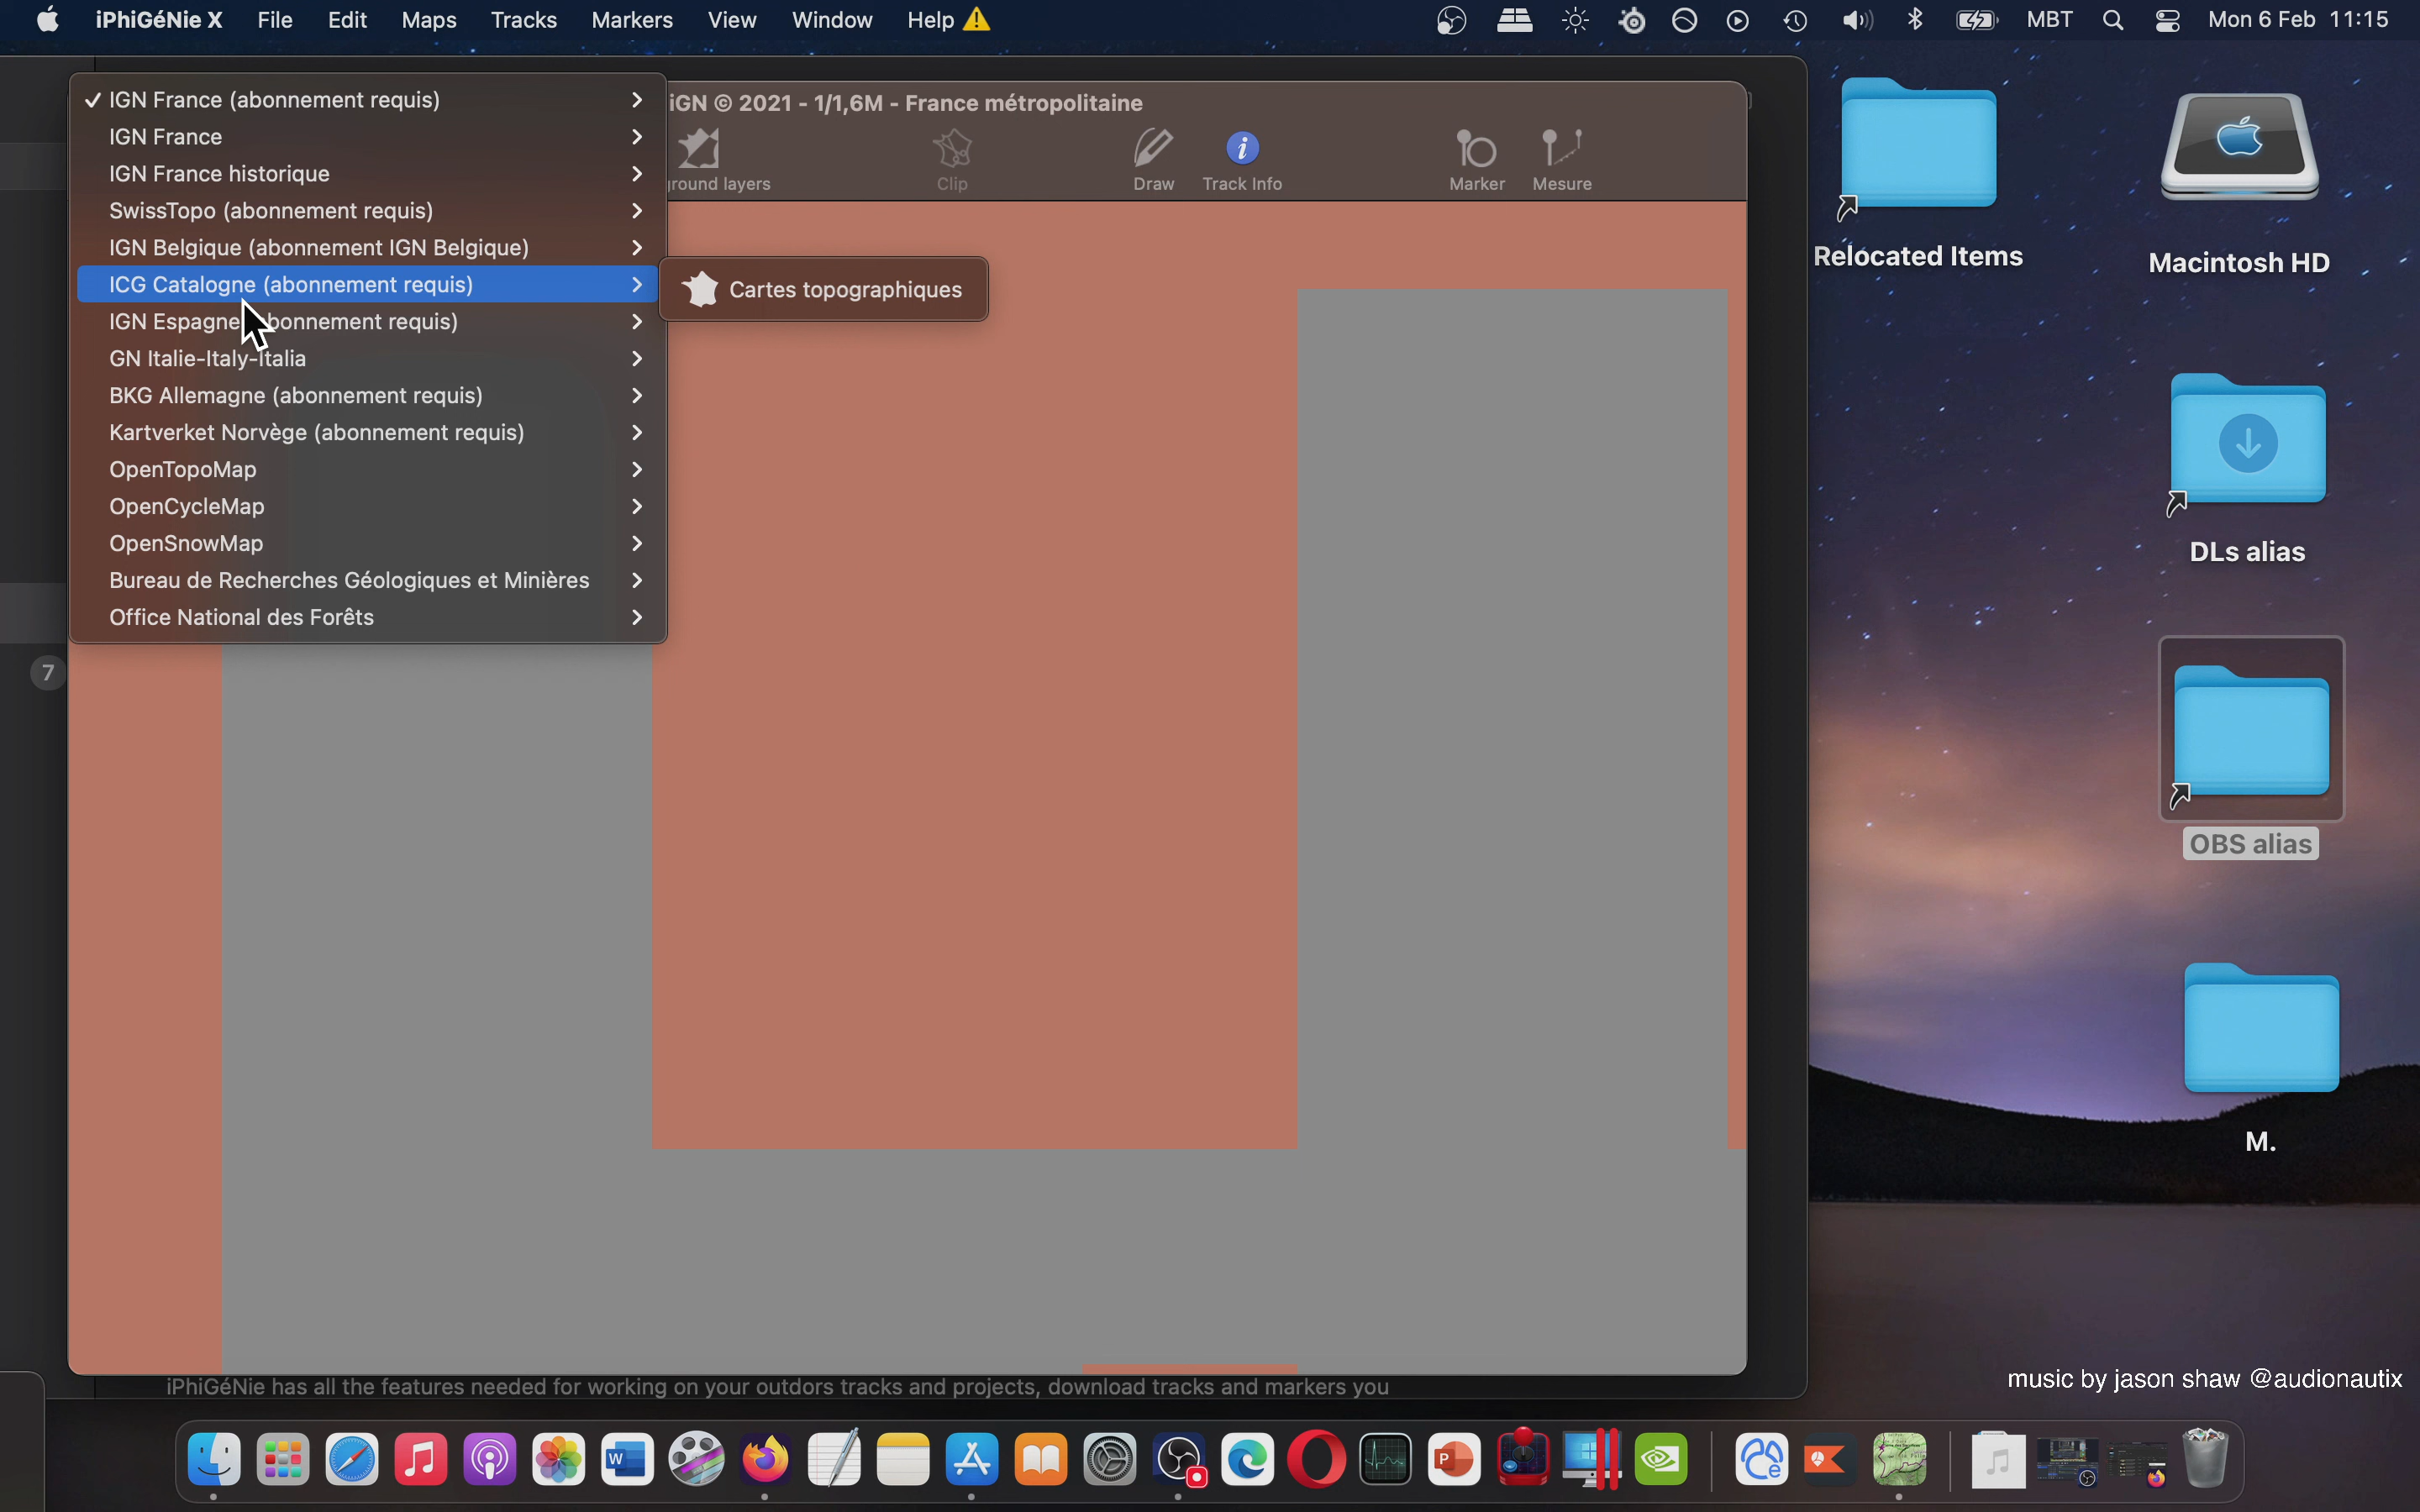 iPhiGéNie X File Edit Maps Tracks Markers View Window Help MBT Mon 6 Feb 11:15
iGN © 2021 - 1/1,6M - France métropolitaine
round layers Clip Draw Track Info Marker Mesure
✓ IGN France (abonnement requis)
IGN France
IGN France historique
SwissTopo (abonnement requis)
IGN Belgique (abonnement IGN Belgique)
ICG Catalogne (abonnement requis)
Cartes topographiques
IGN Espagne abonnement requis)
GN Italie-Italy-Italia
BKG Allemagne (abonnement requis)
Kartverket Norvège (abonnement requis)
OpenTopoMap
OpenCycleMap
OpenSnowMap
Bureau de Recherches Géologiques et Minières
Office National des Forêts
7
Relocated Items
Macintosh HD
DLs alias
OBS alias
M.
iPhiGéNie has all the features needed for working on your outdors tracks and projects, download tracks and markers you
music by jason shaw @audionautix